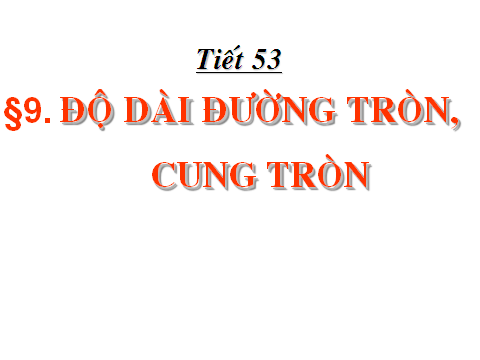 Tiết 53
§9. ĐỘ DÀI ĐƯỜNG TRÒN,
CUNG TRÒN